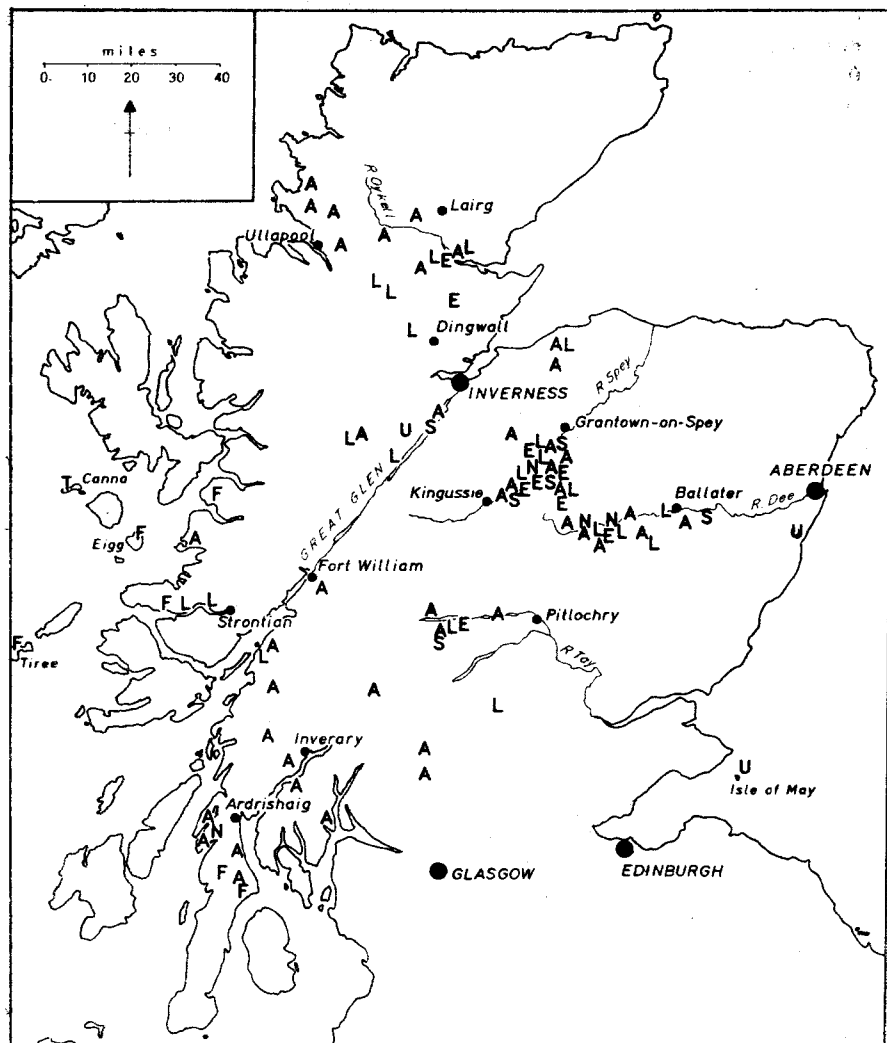 miles
0 10 20 30 40
A
A A
R Oykell
A
Lairg
Ullapool
A
A
L E A L
A
L L
E
L
Dingwall
A L
A
INVERNESS
R Spey
A
U S
L A
L
A
Grantown-on-Spey
L A S
E L A
N A E
L E E S
A A L
A S E
E
Kingussie
GREAT GLEN
ABERDEEN
Ballater
R. Dee
L
A S
A N N A
A L E L A L
A
U
T Canna
F
Eigg F
A
Fort William
A
F L L
Strontian
F
Tiree
A
L
A
A
A L E A
A
S
Pitlochry
R Tay
L
A
Inverary
A
A
A
A
U
Isle of May
Ardrishaig
A
A
N
A
A
F A
F
GLASGOW
EDINBURGH